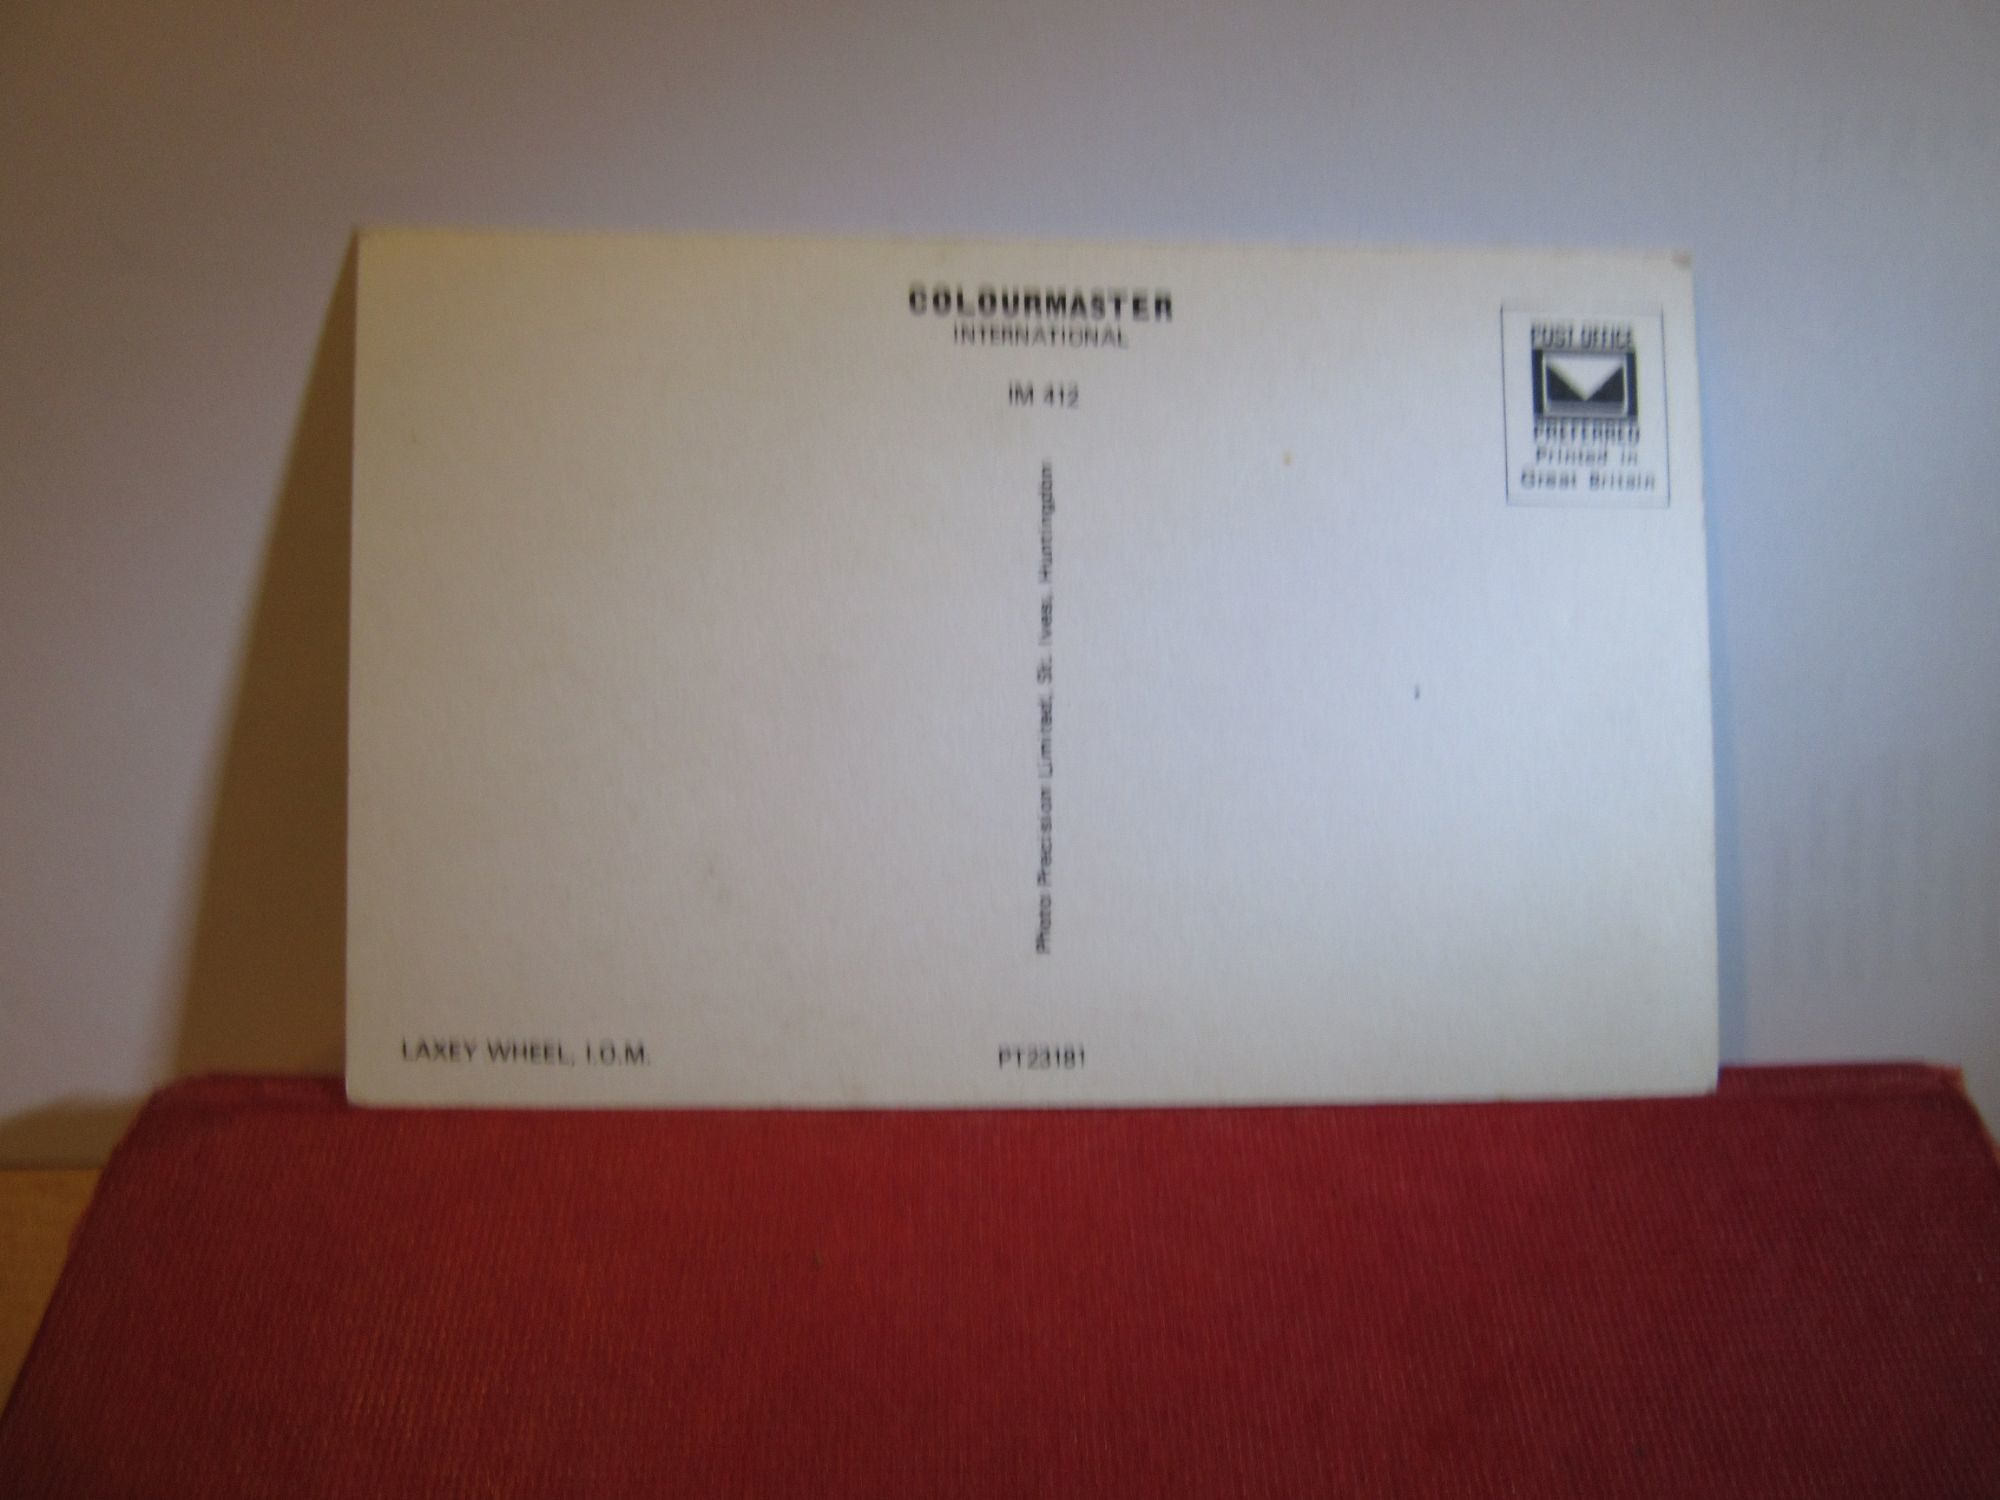 COLOURMASTER
INTERNATIONAL
IM 412
POST OFFICE
PREFERRED
Printed in
Great Britain
Photo Precision Limited, St. Ives, Huntingdon
LAXEY WHEEL, I.O.M.
PT23181